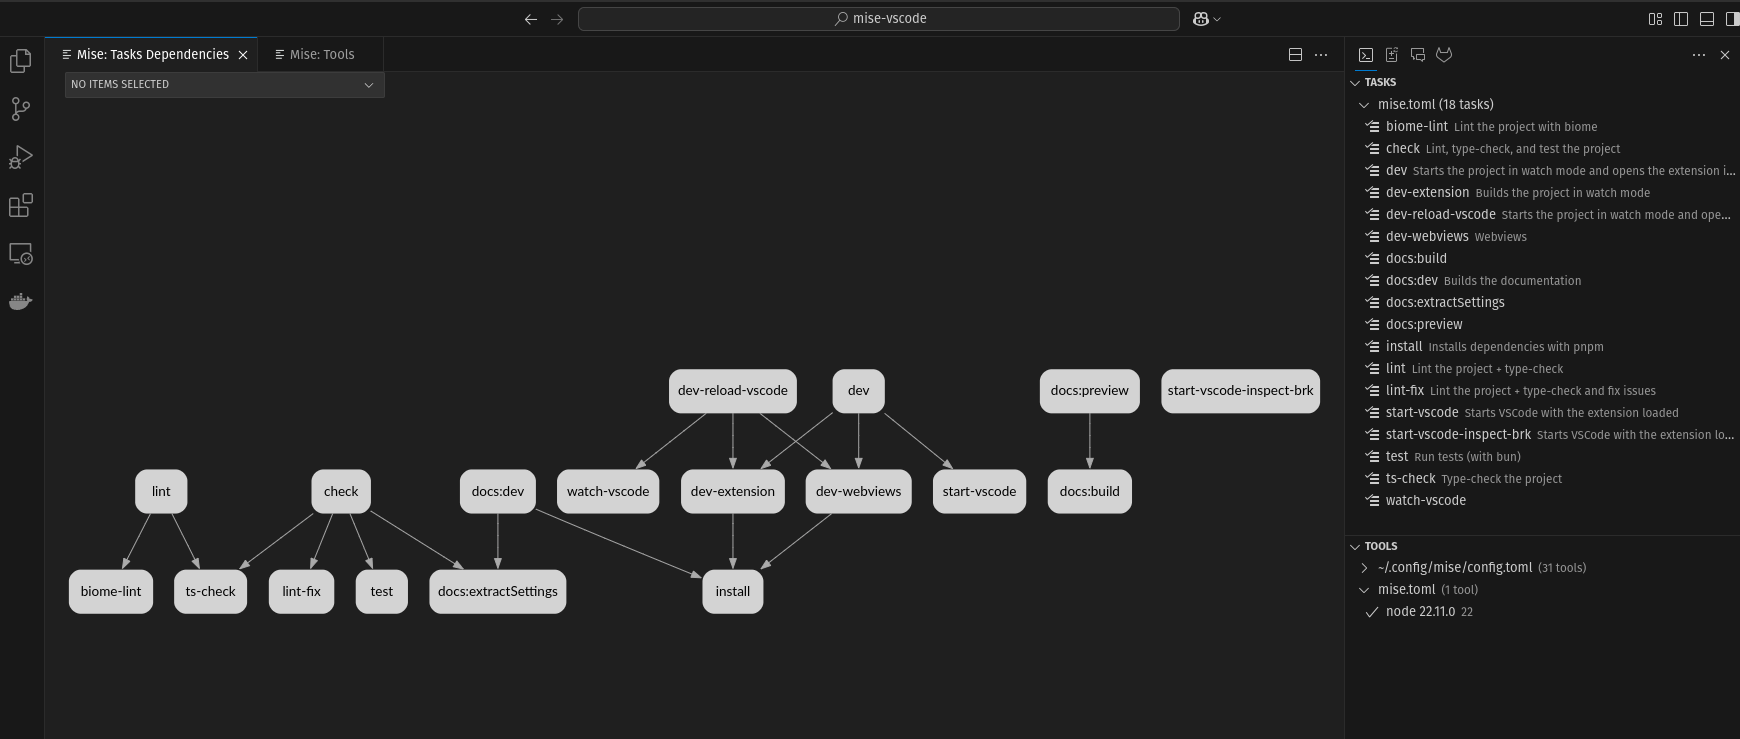 mise-vscode
Mise: Tasks Dependencies
Mise: Tools
NO ITEMS SELECTED
dev-reload-vscode
dev
docs:preview
start-vscode-inspect-brk
lint
check
docs:dev
watch-vscode
dev-extension
dev-webviews
start-vscode
docs:build
biome-lint
ts-check
lint-fix
test
docs:extractSettings
install
TASKS
mise.toml (18 tasks)
biome-lint Lint the project with biome
check Lint, type-check, and test the project
dev Starts the project in watch mode and opens the extension i...
dev-extension Builds the project in watch mode
dev-reload-vscode Starts the project in watch mode and ope...
dev-webviews Webviews
docs:build
docs:dev Builds the documentation
docs:extractSettings
docs:preview
install Installs dependencies with pnpm
lint Lint the project + type-check
lint-fix Lint the project + type-check and fix issues
start-vscode Starts VSCode with the extension loaded
start-vscode-inspect-brk Starts VSCode with the extension lo...
test Run tests (with bun)
ts-check Type-check the project
watch-vscode
TOOLS
~/.config/mise/config.toml (31 tools)
mise.toml (1 tool)
node 22.11.0 22